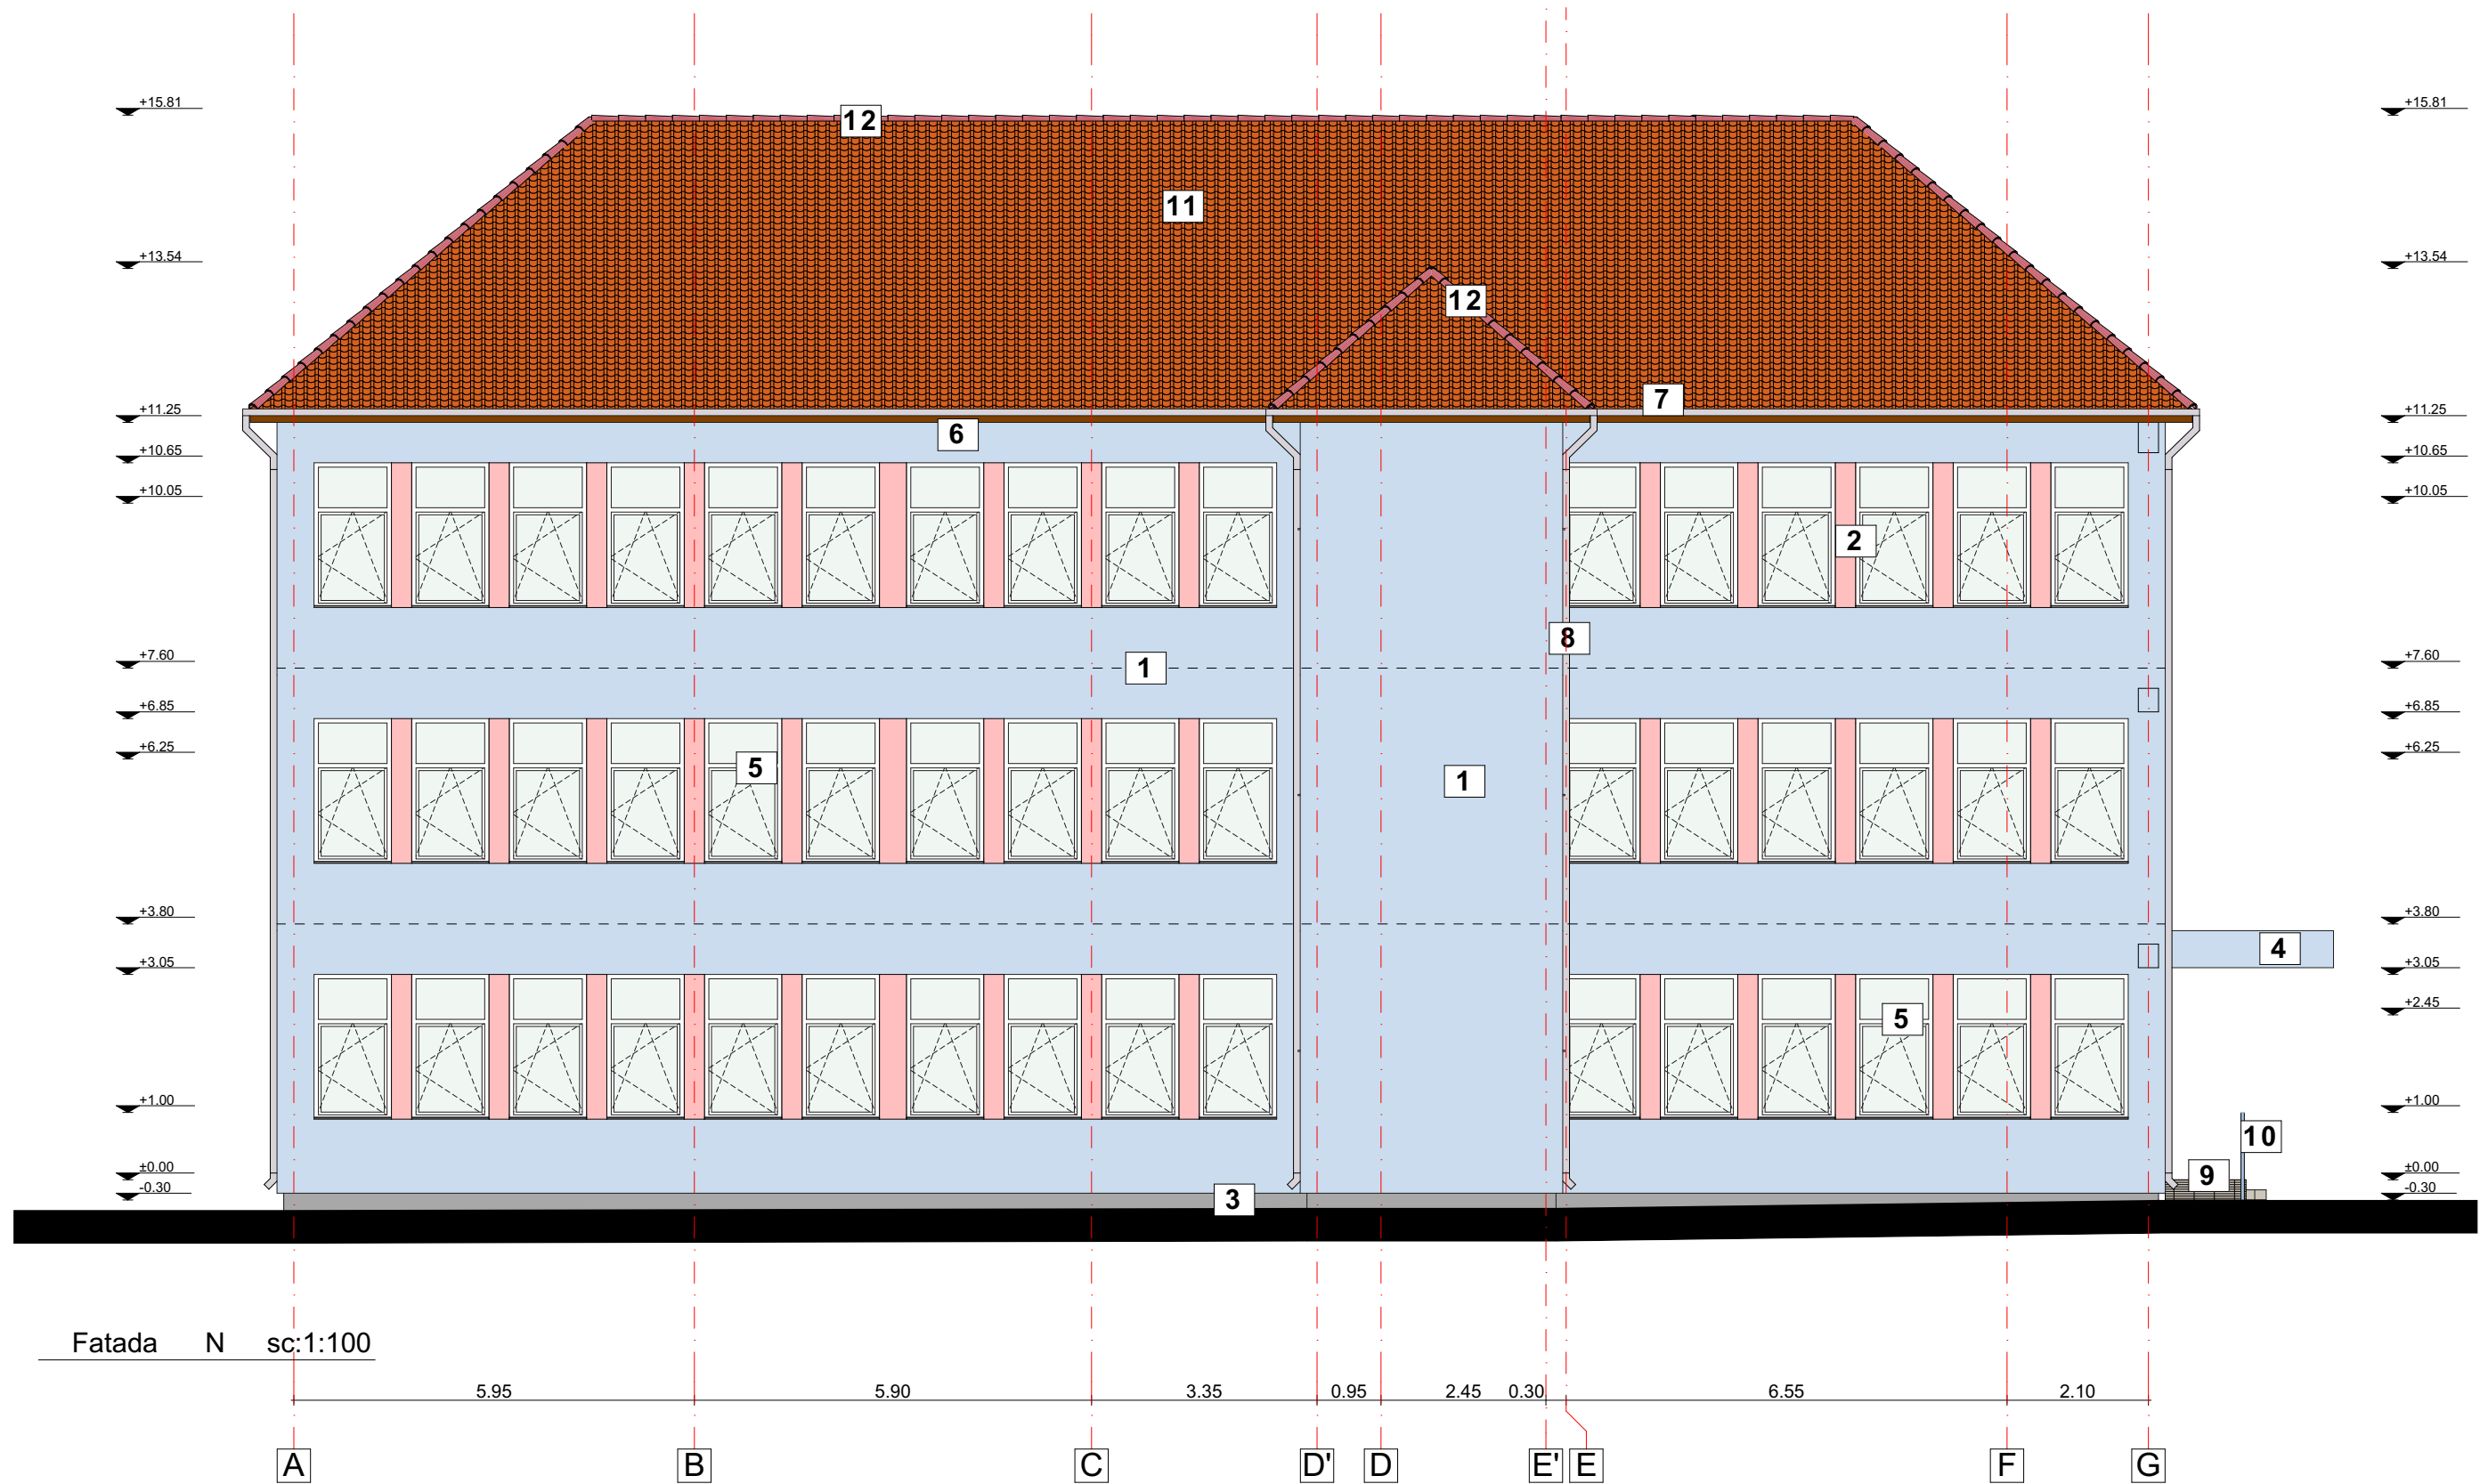 +15.81 +15.81
12
11
+13.54 +13.54
12
7
+11.25 +11.25
6
+10.65 +10.65
+10.05 +10.05
2
8
+7.60 1 +7.60
+6.85 +6.85
+6.25 5 1 +6.25
+3.80 +3.80
4
+3.05 +3.05
5
+2.45 +2.45
+1.00 +1.00
10
±0.00 9 ±0.00
-0.30 3 -0.30
Fatada N sc:1:100
5.95 5.90 3.35 0.95 2.45 0.30 6.55 2.10
A B C D' D E' E F G